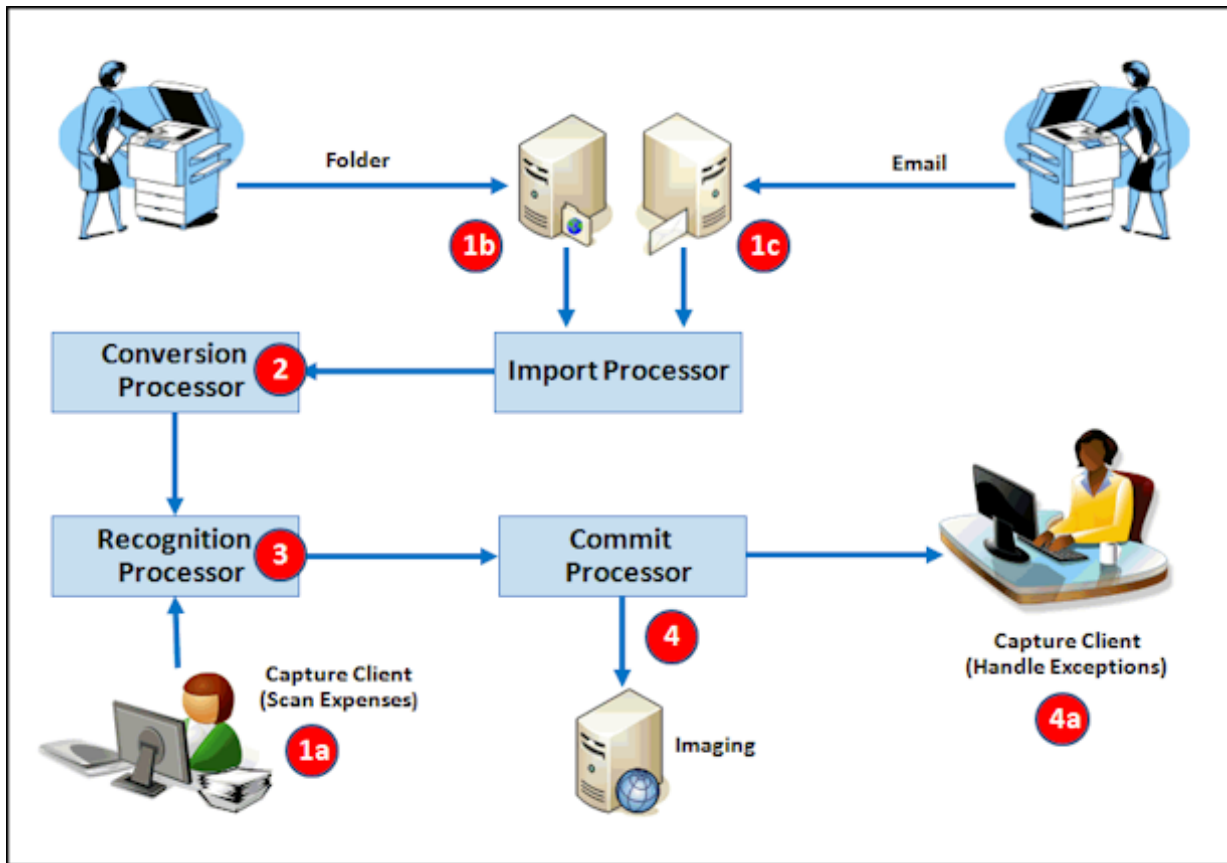 Folder
Email
1b
1c
Conversion
Processor
2
Import Processor
Recognition
Processor
3
Commit
Processor
4
Capture Client
(Scan Expenses)
1a
Imaging
Capture Client
(Handle Exceptions)
4a